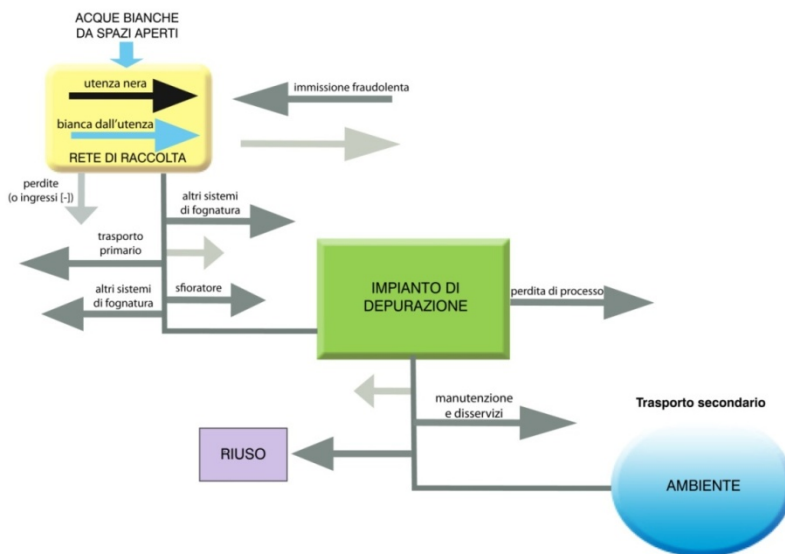 ACQUE BIANCHE
DA SPAZI APERTI
utenza nera
immissione fraudolenta
bianca dall'utenza
RETE DI RACCOLTA
perdite
(o ingressi [-])
altri sistemi
di fognatura
trasporto
primario
altri sistemi
di fognatura
sfioratore
IMPIANTO DI
DEPURAZIONE
perdita di processo
manutenzione
e disservizi
Trasporto secondario
RIUSO
AMBIENTE